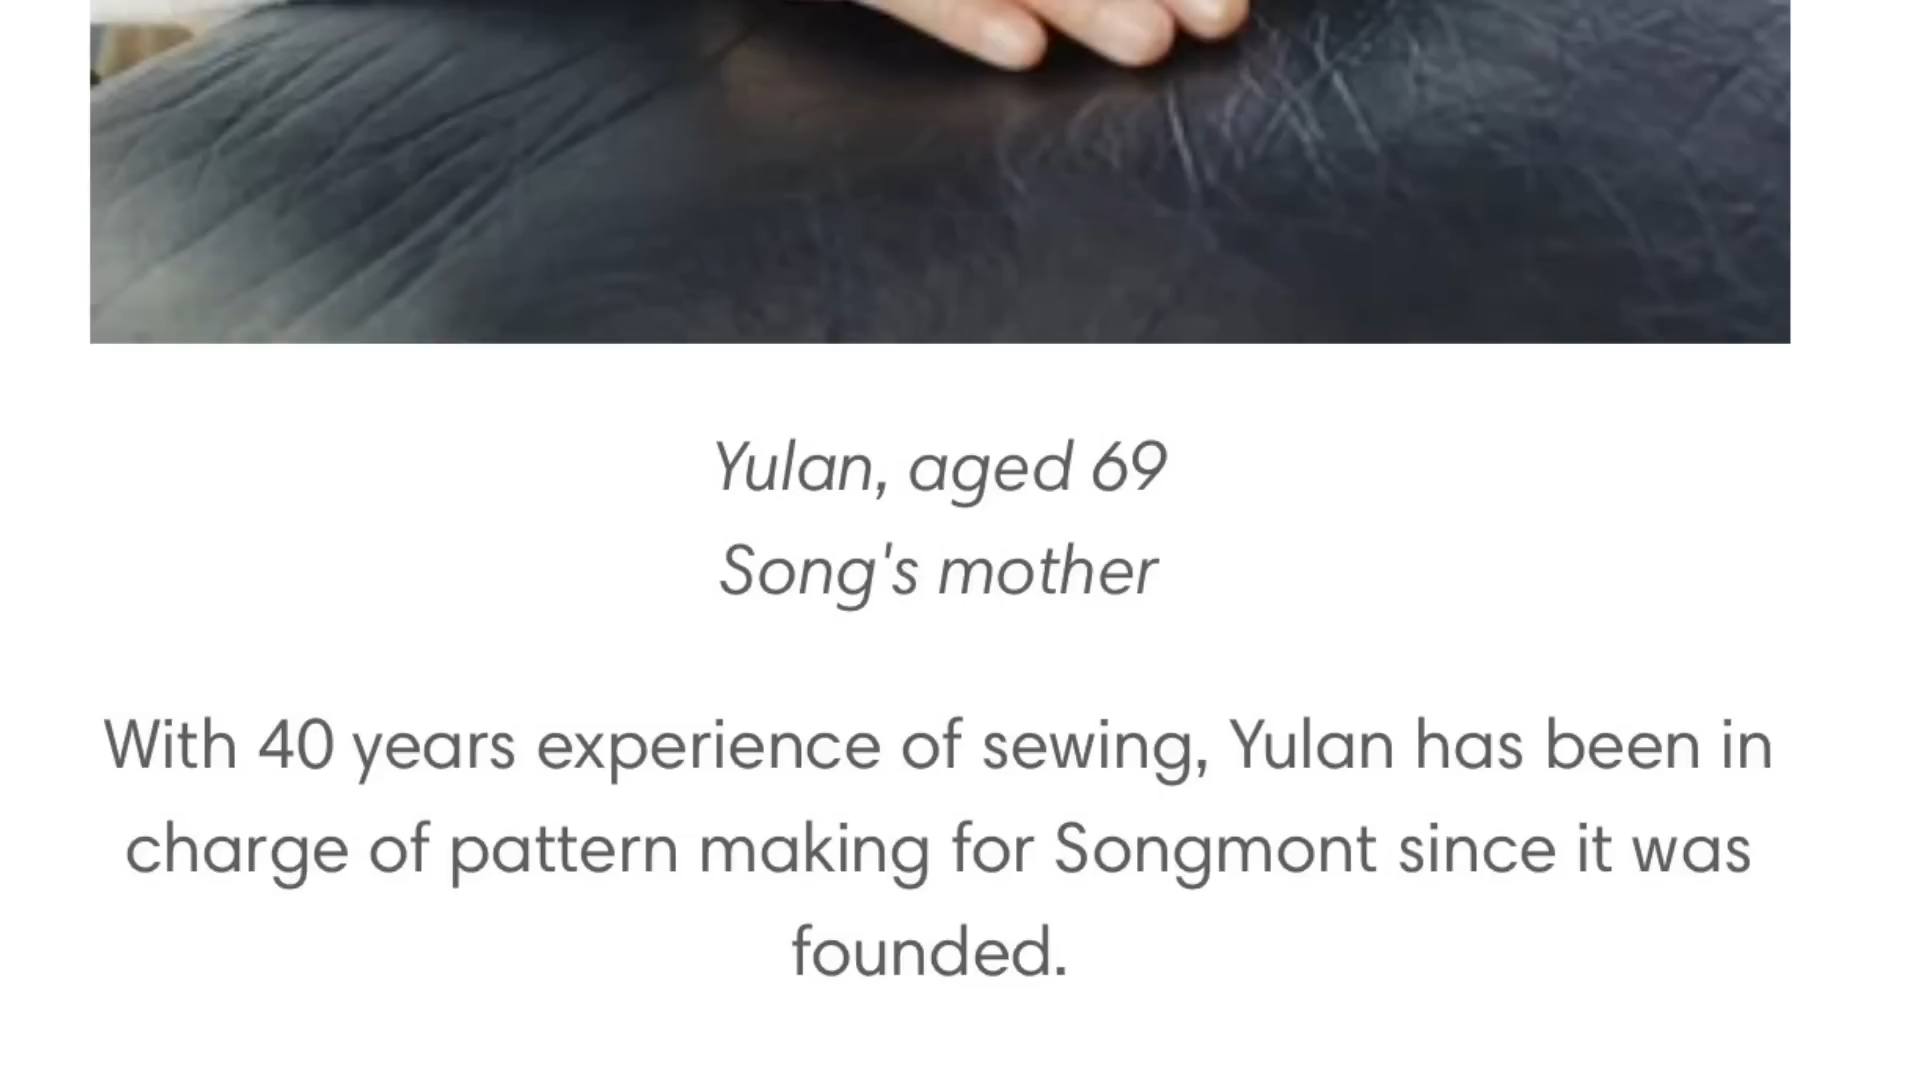 Yulan, aged 69
Song's mother
With 40 years experience of sewing, Yulan has been in
charge of pattern making for Songmont since it was
founded.